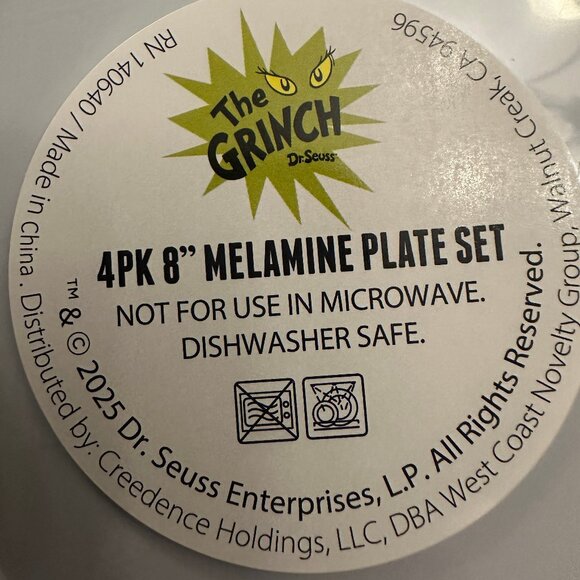 The
GRINCH
Dr. Seuss
4PK 8” MELAMINE PLATE SET
NOT FOR USE IN MICROWAVE.
DISHWASHER SAFE.
™ & © 2025 Dr. Seuss Enterprises, L.P. All Rights Reserved.
RN 140640 / Made in China. Distributed by: Creedence Holdings, LLC, DBA West Coast Novelty Group, Walnut Creak, CA 94596